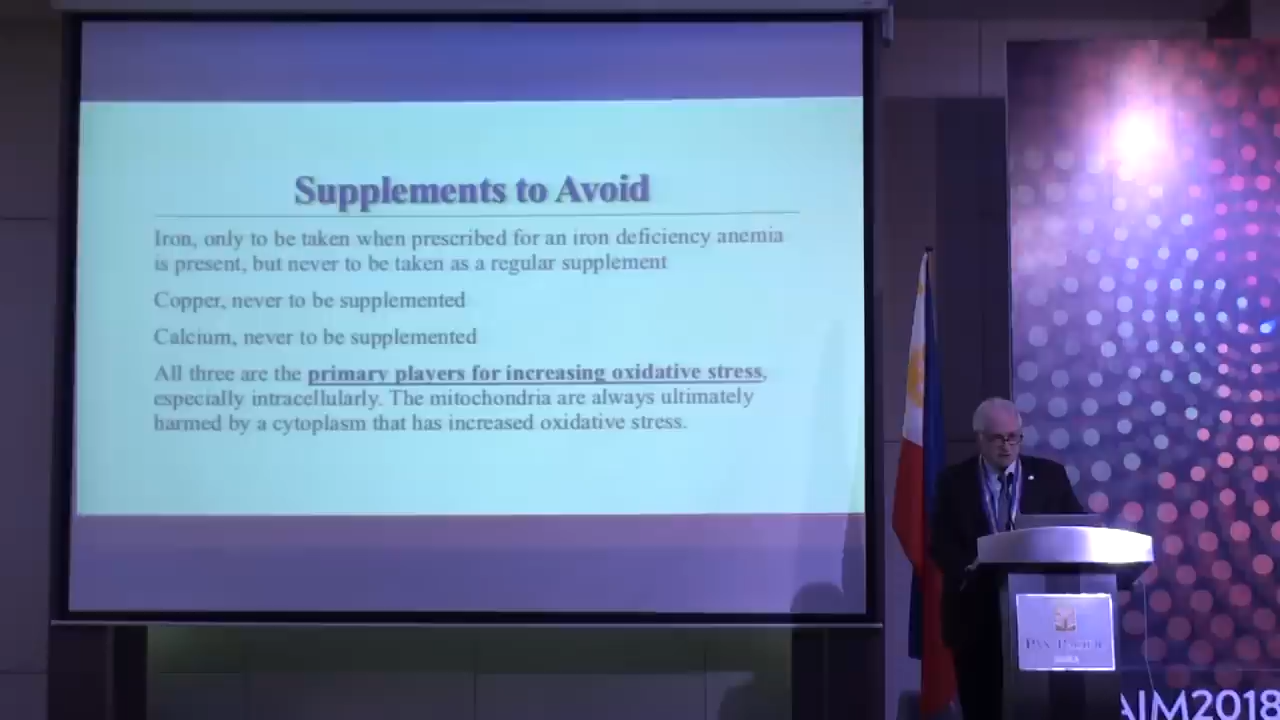 Supplements to Avoid
Iron, only to be taken when prescribed for an iron deficiency anemia
is present, but never to be taken as a regular supplement
Copper, never to be supplemented
Calcium, never to be supplemented
All three are the primary players for increasing oxidative stress,
especially intracellularly. The mitochondria are always ultimately
harmed by a cytoplasm that has increased oxidative stress.
PAN PACIFIC
MANILA
AIM2018